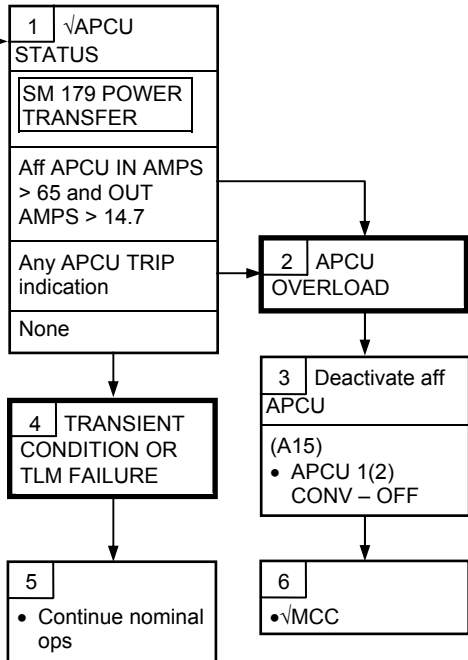 1 √APCU
STATUS
SM 179 POWER
TRANSFER
Aff APCU IN AMPS
> 65 and OUT
AMPS > 14.7
Any APCU TRIP
indication
None
2 APCU
OVERLOAD
3 Deactivate aff
APCU
(A15)
• APCU 1(2)
CONV – OFF
4 TRANSIENT
CONDITION OR
TLM FAILURE
5
• Continue nominal
ops
6
•√MCC